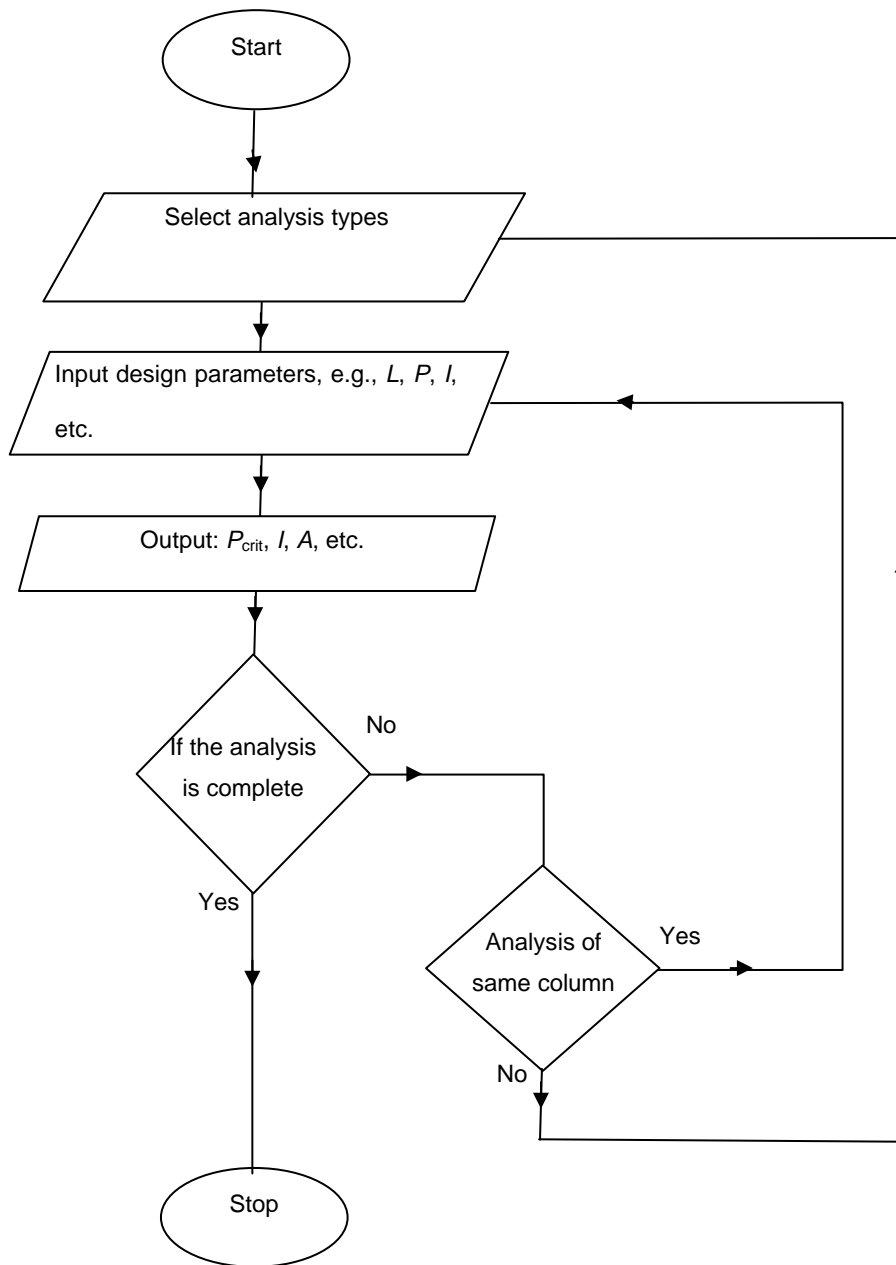 Start
Select analysis types
Input design parameters, e.g., L, P, I,
etc.
Output: Pcrit, I, A, etc.
If the analysis
is complete
No
Yes
Analysis of
same column
Yes
No
Stop